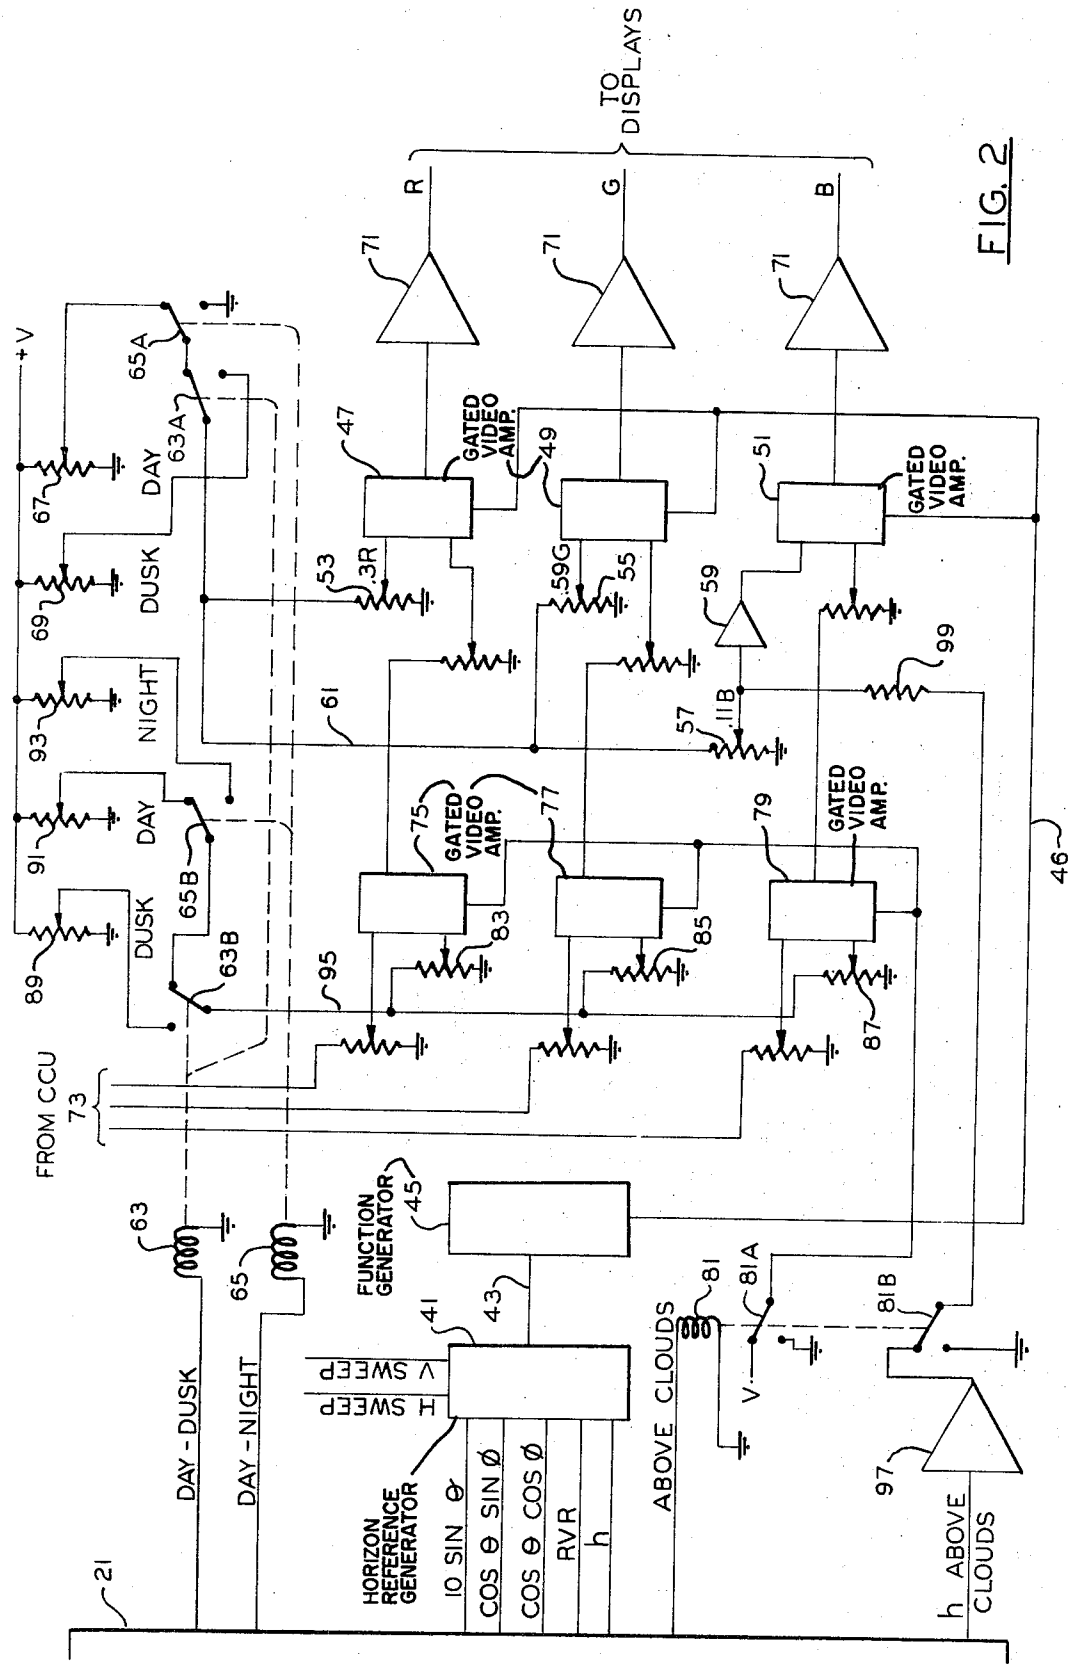 FIG. 2
+V
67
DAY
69
DUSK
93
NIGHT
91
DAY
89
DUSK
65A
63A
65B
63B
61
95
FROM CCU
73
63
65
DAY-DUSK
DAY-NIGHT
21
47
GATED
VIDEO
AMP.
49
51
GATED
VIDEO
AMP.
53
.3R
.59G
55
57
.11B
59
99
71
R
71
G
71
B
TO
DISPLAYS
75
GATED
VIDEO
AMP.
77
79
GATED
VIDEO
AMP.
83
85
87
FUNCTION
GENERATOR
45
43
41
H SWEEP
V SWEEP
HORIZON
REFERENCE
GENERATOR
10 SIN θ
COS θ SIN Ø
COS θ COS Ø
RVR
h
ABOVE CLOUDS
81
81A
V
81B
97
h ABOVE
CLOUDS
46